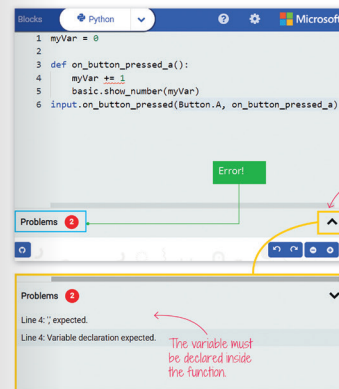 Blocks
Python
Microsoft
1 myVar = 0
2
3 def on_button_pressed_a():
4 myVar += 1
5 basic.show_number(myVar)
6 input.on_button_pressed(Button.A, on_button_pressed_a)
Error!
Problems 2
Problems 2
Line 4: ';' expected.
Line 4: Variable declaration expected.
The variable must
be declared inside
the function.